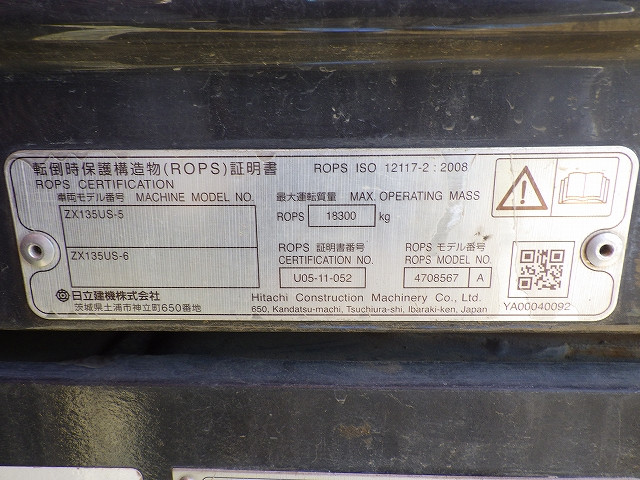 転倒時保護構造物(ROPS)証明書
ROPS CERTIFICATION
ROPS ISO 12117-2 : 2008
車両モデル番号 MACHINE MODEL NO.
ZX135US-5
ZX135US-6
最大運転質量 MAX. OPERATING MASS
ROPS 18300 kg
ROPS 証明書番号
CERTIFICATION NO.
U05-11-052
ROPS モデル番号
ROPS MODEL NO.
4708567 A
日立建機株式会社
茨城県土浦市神立町650番地
Hitachi Construction Machinery Co., Ltd.
650, Kandatsu-machi, Tsuchiura-shi, Ibaraki-ken, Japan
YA00040092